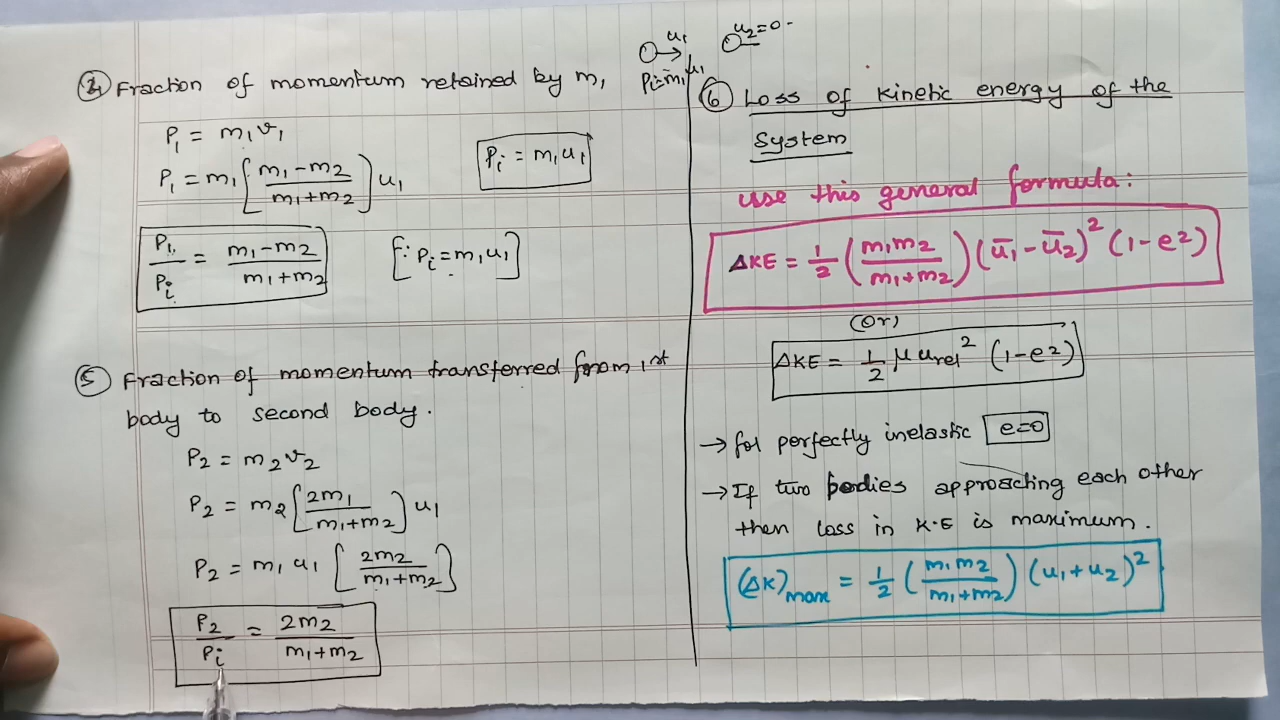 ④ Fraction of momentum retained by m₁
P₁ = m₁v₁
P₁ = m₁ [ (m₁-m₂)/(m₁+m₂) ] u₁
Pᵢ = m₁u₁
P₁/Pᵢ = (m₁-m₂)/(m₁+m₂)
[∵ Pᵢ = m₁u₁]
⑤ Fraction of momentum transferred from 1st
body to second body.
P₂ = m₂v₂
P₂ = m₂ [ 2m₁/(m₁+m₂) ] u₁
P₂ = m₁u₁ [ 2m₂/(m₁+m₂) ]
P₂/Pᵢ = 2m₂/(m₁+m₂)
u₁
u₂=0
Pᵢ=m₁u₁
⑥ Loss of kinetic energy of the
System
use this general formula:
ΔKE = 1/2 (m₁m₂/(m₁+m₂)) (ū₁-ū₂)² (1-e²)
(Or)
ΔKE = 1/2 μ urel² (1-e²)
→ for perfectly inelastic e=0
→ If two bodies approacting each other
then loss in K.E is maximum.
(ΔK)max = 1/2 (m₁m₂/(m₁+m₂)) (u₁+u₂)²